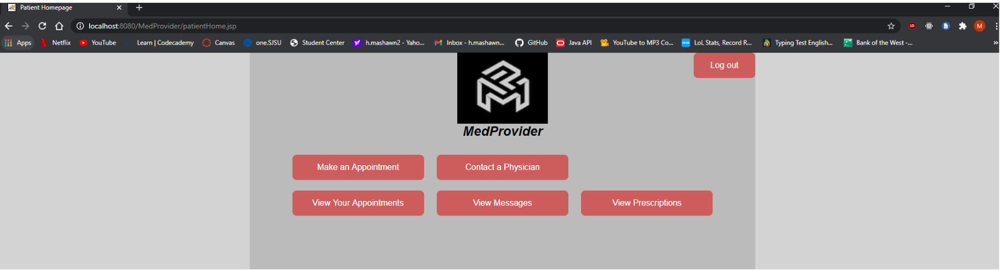 Patient Homepage
localhost:8080/MedProvider/patientHome.jsp
Apps Netflix YouTube Learn | Codecademy Canvas one.SJSU Student Center h.mashawn2 - Yaho... Inbox - h.mashawn... GitHub Java API YouTube to MP3 Co... LoL Stats, Record R... Typing Test English... Bank of the West -... »
M
Log out
MedProvider
Make an Appointment Contact a Physician
View Your Appointments View Messages View Prescriptions